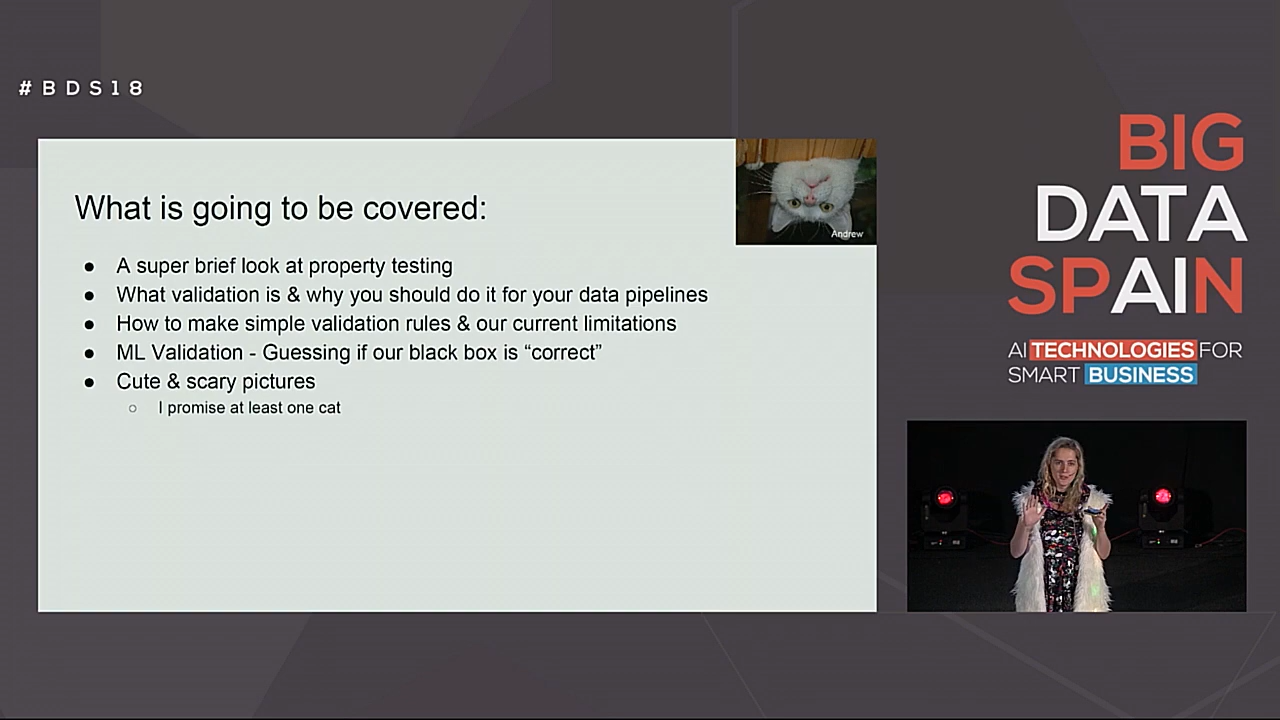 #BDS18
What is going to be covered:
Andrew
● A super brief look at property testing
● What validation is & why you should do it for your data pipelines
● How to make simple validation rules & our current limitations
● ML Validation - Guessing if our black box is “correct”
● Cute & scary pictures
○ I promise at least one cat
BIG
DATA
SPAIN
AI TECHNOLOGIES FOR
SMART BUSINESS